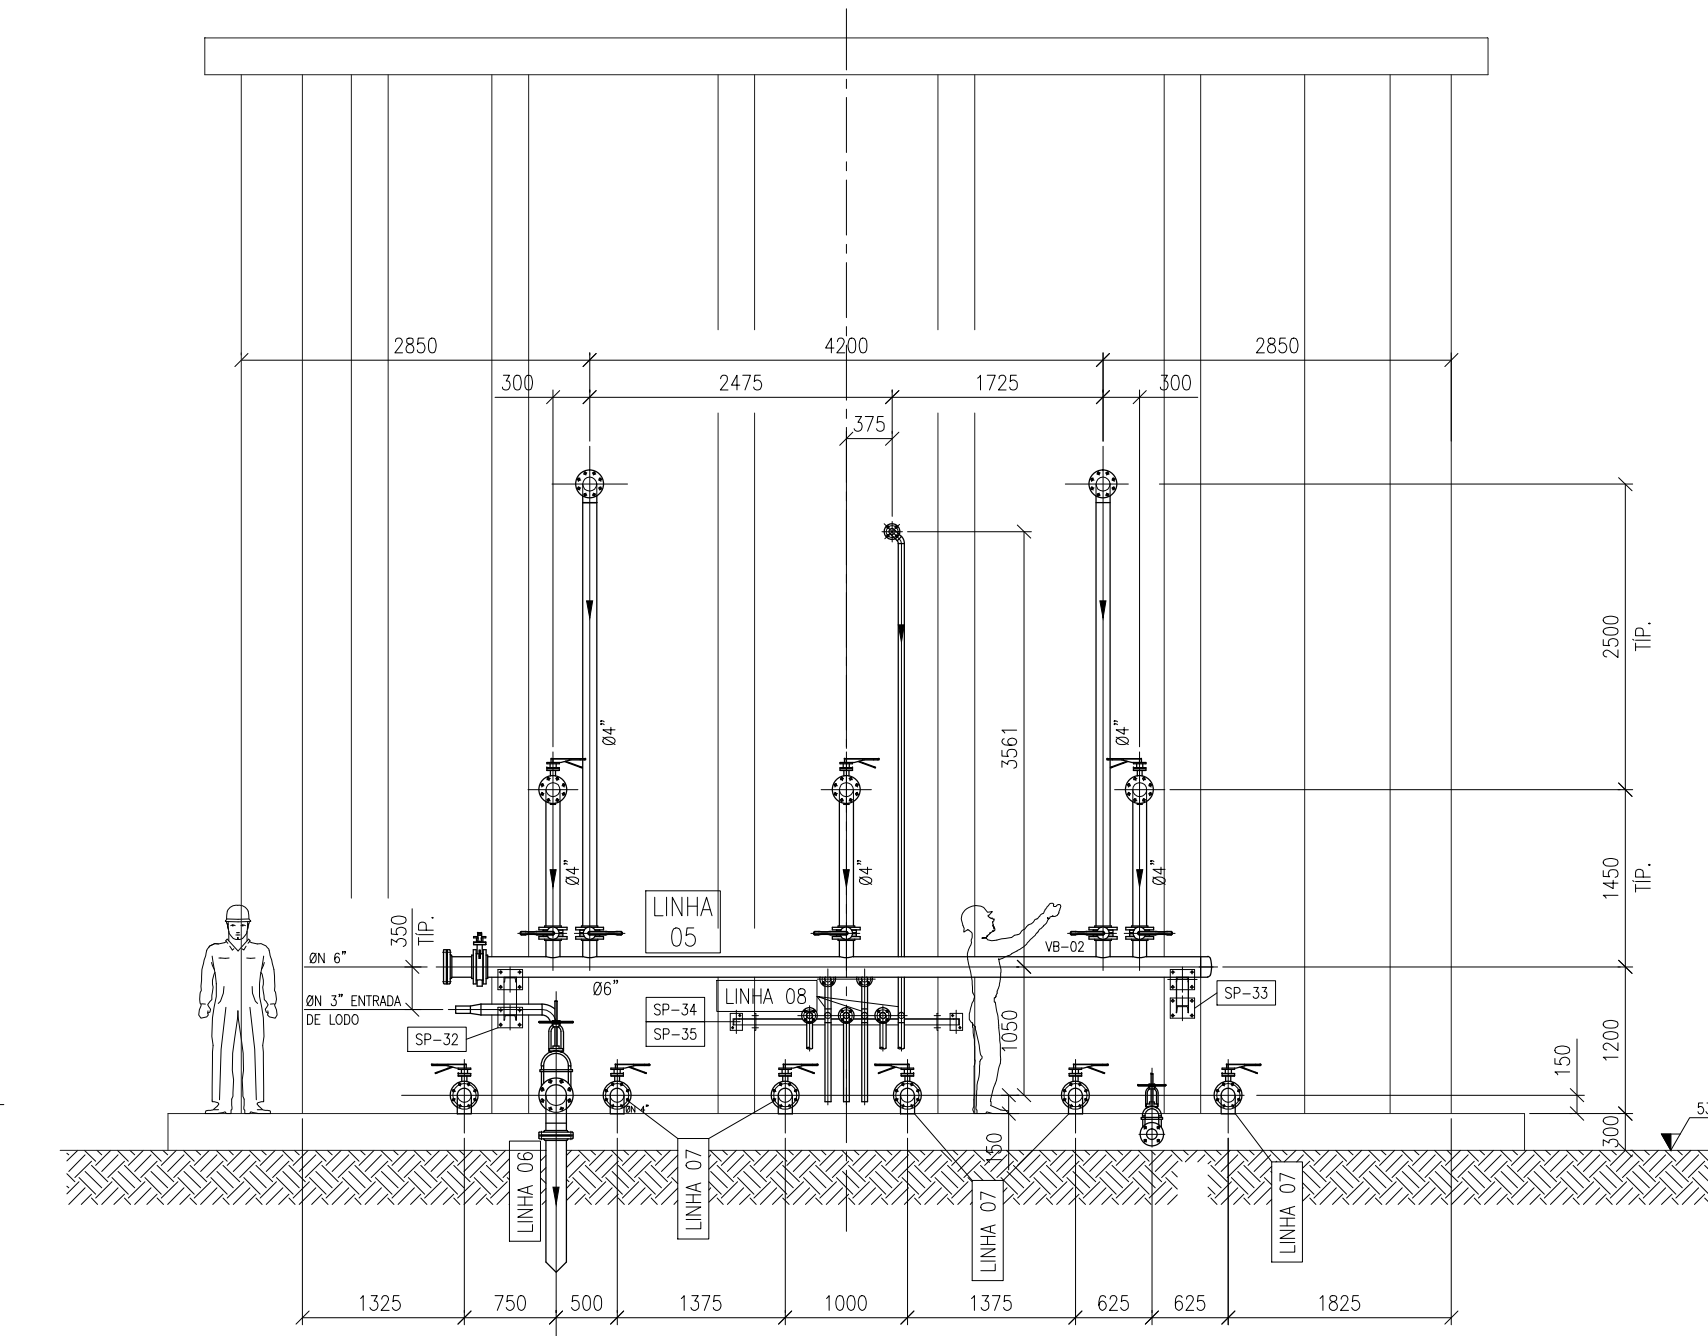 2850
4200
2850
300
2475
1725
300
375
2500
TÍP.
3561
Ø4"
Ø4"
1450
TÍP.
Ø4"
Ø4"
Ø4"
LINHA
05
350
TÍP.
VB-02
ØN 6"
Ø6"
ØN 3" ENTRADA
DE LODO
LINHA 08
SP-34
SP-35
SP-33
SP-32
1050
1200
150
ØN 4"
300
150
LINHA 06
LINHA 07
LINHA 07
LINHA 07
1325
750
500
1375
1000
1375
625
625
1825